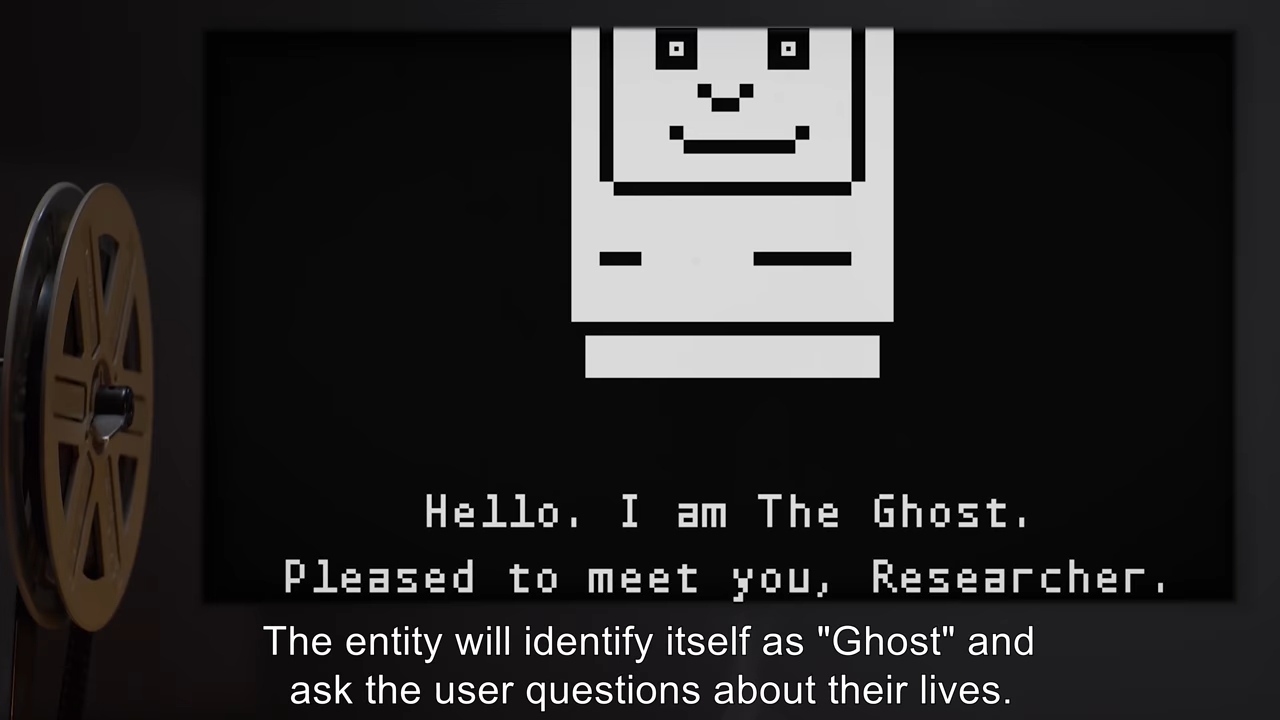 Hello. I am The Ghost.
Pleased to meet you, Researcher.
The entity will identify itself as "Ghost" and
ask the user questions about their lives.